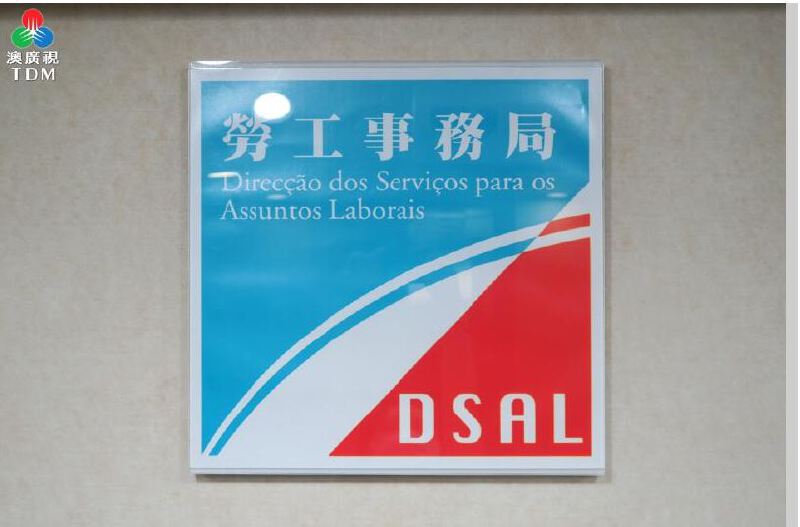 澳廣視
TDM
勞工事務局
Direcção dos Serviços para os
Assuntos Laborais
DSAL